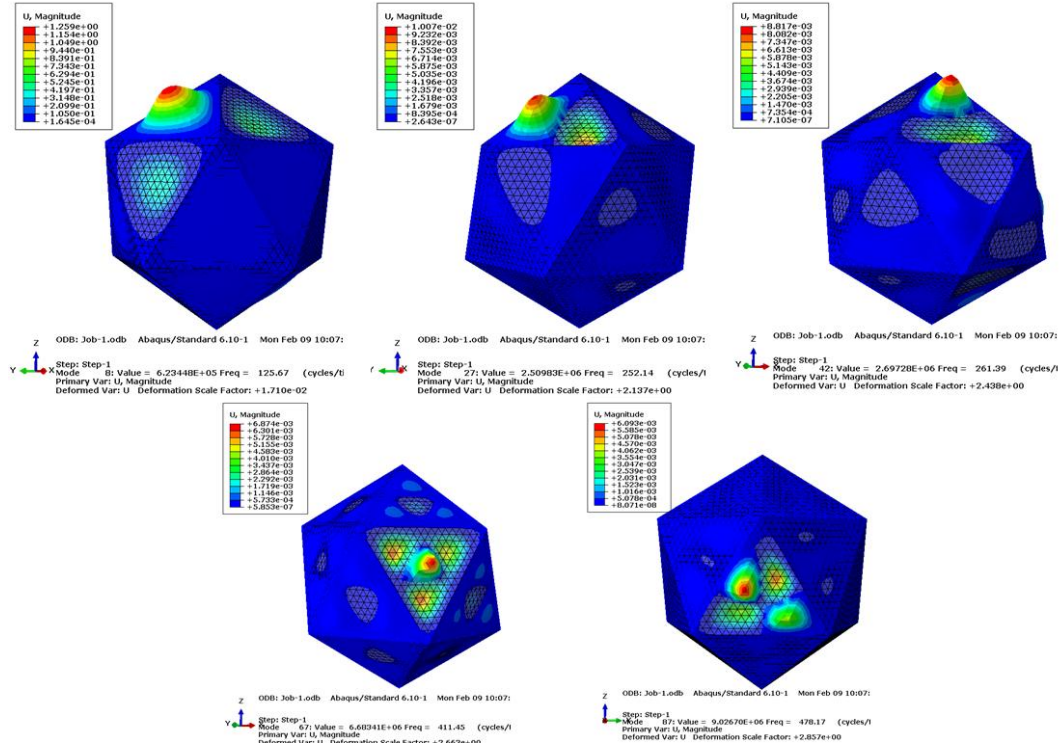 U, Magnitude
+1.259e+00
+1.154e+00
+1.049e+00
+9.440e-01
+8.391e-01
+7.343e-01
+6.294e-01
+5.245e-01
+4.197e-01
+3.148e-01
+2.099e-01
+1.050e-01
+1.645e-04
Z
Y
X
ODB: Job-1.odb Abaqus/Standard 6.10-1 Mon Feb 09 10:07:
Step: Step-1
Mode 8: Value = 6.23448E+05 Freq = 125.67 (cycles/t
Primary Var: U, Magnitude
Deformed Var: U Deformation Scale Factor: +1.710e-02
U, Magnitude
+1.007e-02
+9.232e-03
+8.392e-03
+7.553e-03
+6.714e-03
+5.875e-03
+5.035e-03
+4.196e-03
+3.357e-03
+2.518e-03
+1.679e-03
+8.395e-04
+2.643e-07
Z
ODB: Job-1.odb Abaqus/Standard 6.10-1 Mon Feb 09 10:07:
Step: Step-1
Mode 27: Value = 2.50983E+06 Freq = 252.14 (cycles/t
Primary Var: U, Magnitude
Deformed Var: U Deformation Scale Factor: +2.137e+00
U, Magnitude
+8.817e-03
+8.082e-03
+7.347e-03
+6.613e-03
+5.878e-03
+5.143e-03
+4.409e-03
+3.674e-03
+2.939e-03
+2.205e-03
+1.470e-03
+7.354e-04
+7.105e-07
Z
Y
ODB: Job-1.odb Abaqus/Standard 6.10-1 Mon Feb 09 10:07:
Step: Step-1
Mode 42: Value = 2.69728E+06 Freq = 261.39 (cycles/t
Primary Var: U, Magnitude
Deformed Var: U Deformation Scale Factor: +2.438e+00
U, Magnitude
+6.874e-03
+6.301e-03
+5.728e-03
+5.155e-03
+4.583e-03
+4.010e-03
+3.437e-03
+2.864e-03
+2.292e-03
+1.719e-03
+1.146e-03
+5.733e-04
+5.853e-07
Z
Y
ODB: Job-1.odb Abaqus/Standard 6.10-1 Mon Feb 09 10:07:
Step: Step-1
Mode 67: Value = 6.68341E+06 Freq = 411.45 (cycles/t
Primary Var: U, Magnitude
Deformed Var: U Deformation Scale Factor: +2.662e+00
U, Magnitude
+6.093e-03
+5.585e-03
+5.078e-03
+4.570e-03
+4.062e-03
+3.554e-03
+3.047e-03
+2.539e-03
+2.031e-03
+1.523e-03
+1.016e-03
+5.078e-04
+8.071e-08
Z
ODB: Job-1.odb Abaqus/Standard 6.10-1 Mon Feb 09 10:07:
Step: Step-1
Mode 87: Value = 9.02670E+06 Freq = 478.17 (cycles/t
Primary Var: U, Magnitude
Deformed Var: U Deformation Scale Factor: +2.857e+00